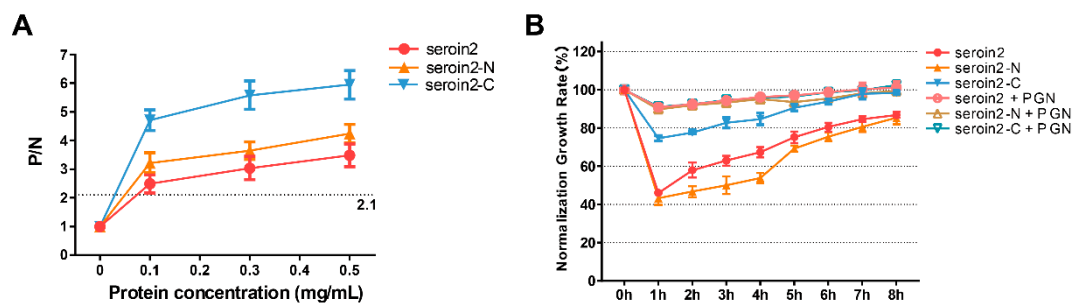 A
7
6
5
4
3
2
1
0
P/N
2.1
0
0.1
0.2
0.3
0.4
0.5
Protein concentration (mg/mL)
seroin2
seroin2-N
seroin2-C
B
Normalization Growth Rate (%)
120
100
80
60
40
20
0
0h 1h 2h 3h 4h 5h 6h 7h 8h
seroin2
seroin2-N
seroin2-C
seroin2 + PGN
seroin2-N + PGN
seroin2-C + PGN